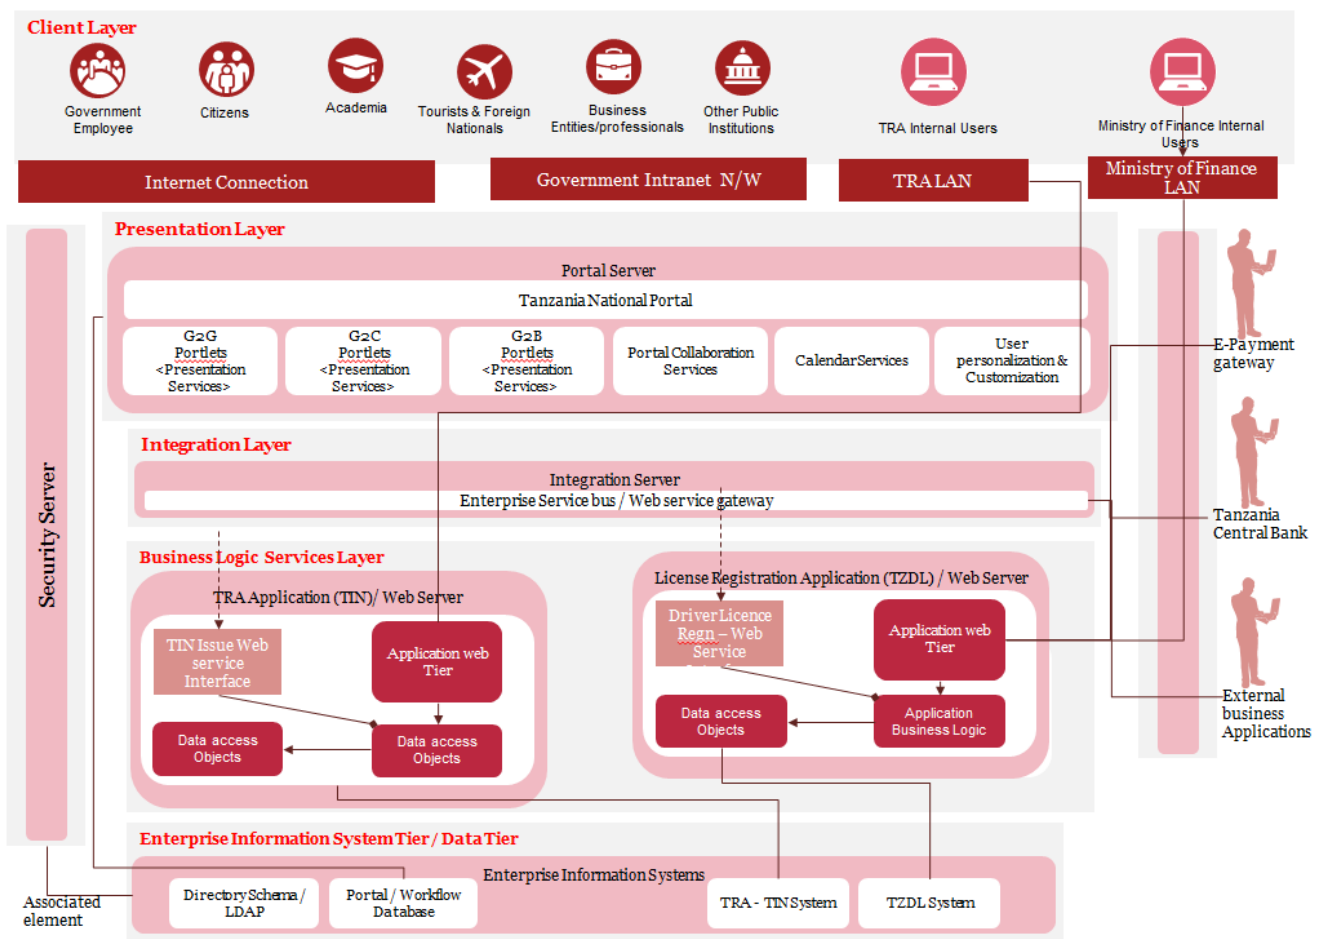 Client Layer
Government
Employee
Citizens
Academia
Tourists & Foreign
Nationals
Business
Entities/professionals
Other Public
Institutions
TRA Internal Users
Ministry of Finance Internal
Users
Internet Connection
Government Intranet N/W
TRA LAN
Ministry of Finance
LAN
Presentation Layer
Portal Server
Tanzania National Portal
G2G
Portlets
<Presentation
Services>
G2C
Portlets
<Presentation
Services>
G2B
Portlets
<Presentation
Services>
Portal Collaboration
Services
Calendar Services
User
personalization &
Customization
E-Payment
gateway
Integration Layer
Integration Server
Enterprise Service bus / Web service gateway
Security Server
Tanzania
Central Bank
Business Logic Services Layer
TRA Application (TIN)/ Web Server
TIN Issue Web
service
Interface
Application web
Tier
Data access
Objects
Data access
Objects
License Registration Application (TZDL) / Web Server
Driver Licence
Regn – Web
Service
Application web
Tier
Data access
Objects
Application
Business Logic
External
business
Applications
Enterprise Information System Tier / Data Tier
Enterprise Information Systems
Directory Schema /
LDAP
Portal / Workflow
Database
TRA - TIN System
TZDL System
Associated
element